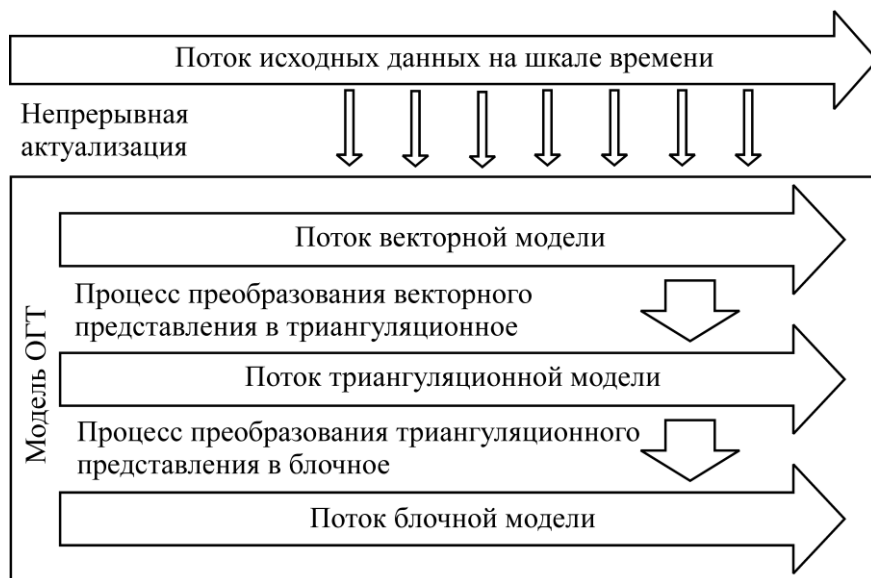 Поток исходных данных на шкале времени
Непрерывная
актуализация
Модель ОГТ
Поток векторной модели
Процесс преобразования векторного
представления в триангуляционное
Поток триангуляционной модели
Процесс преобразования триангуляционного
представления в блочное
Поток блочной модели